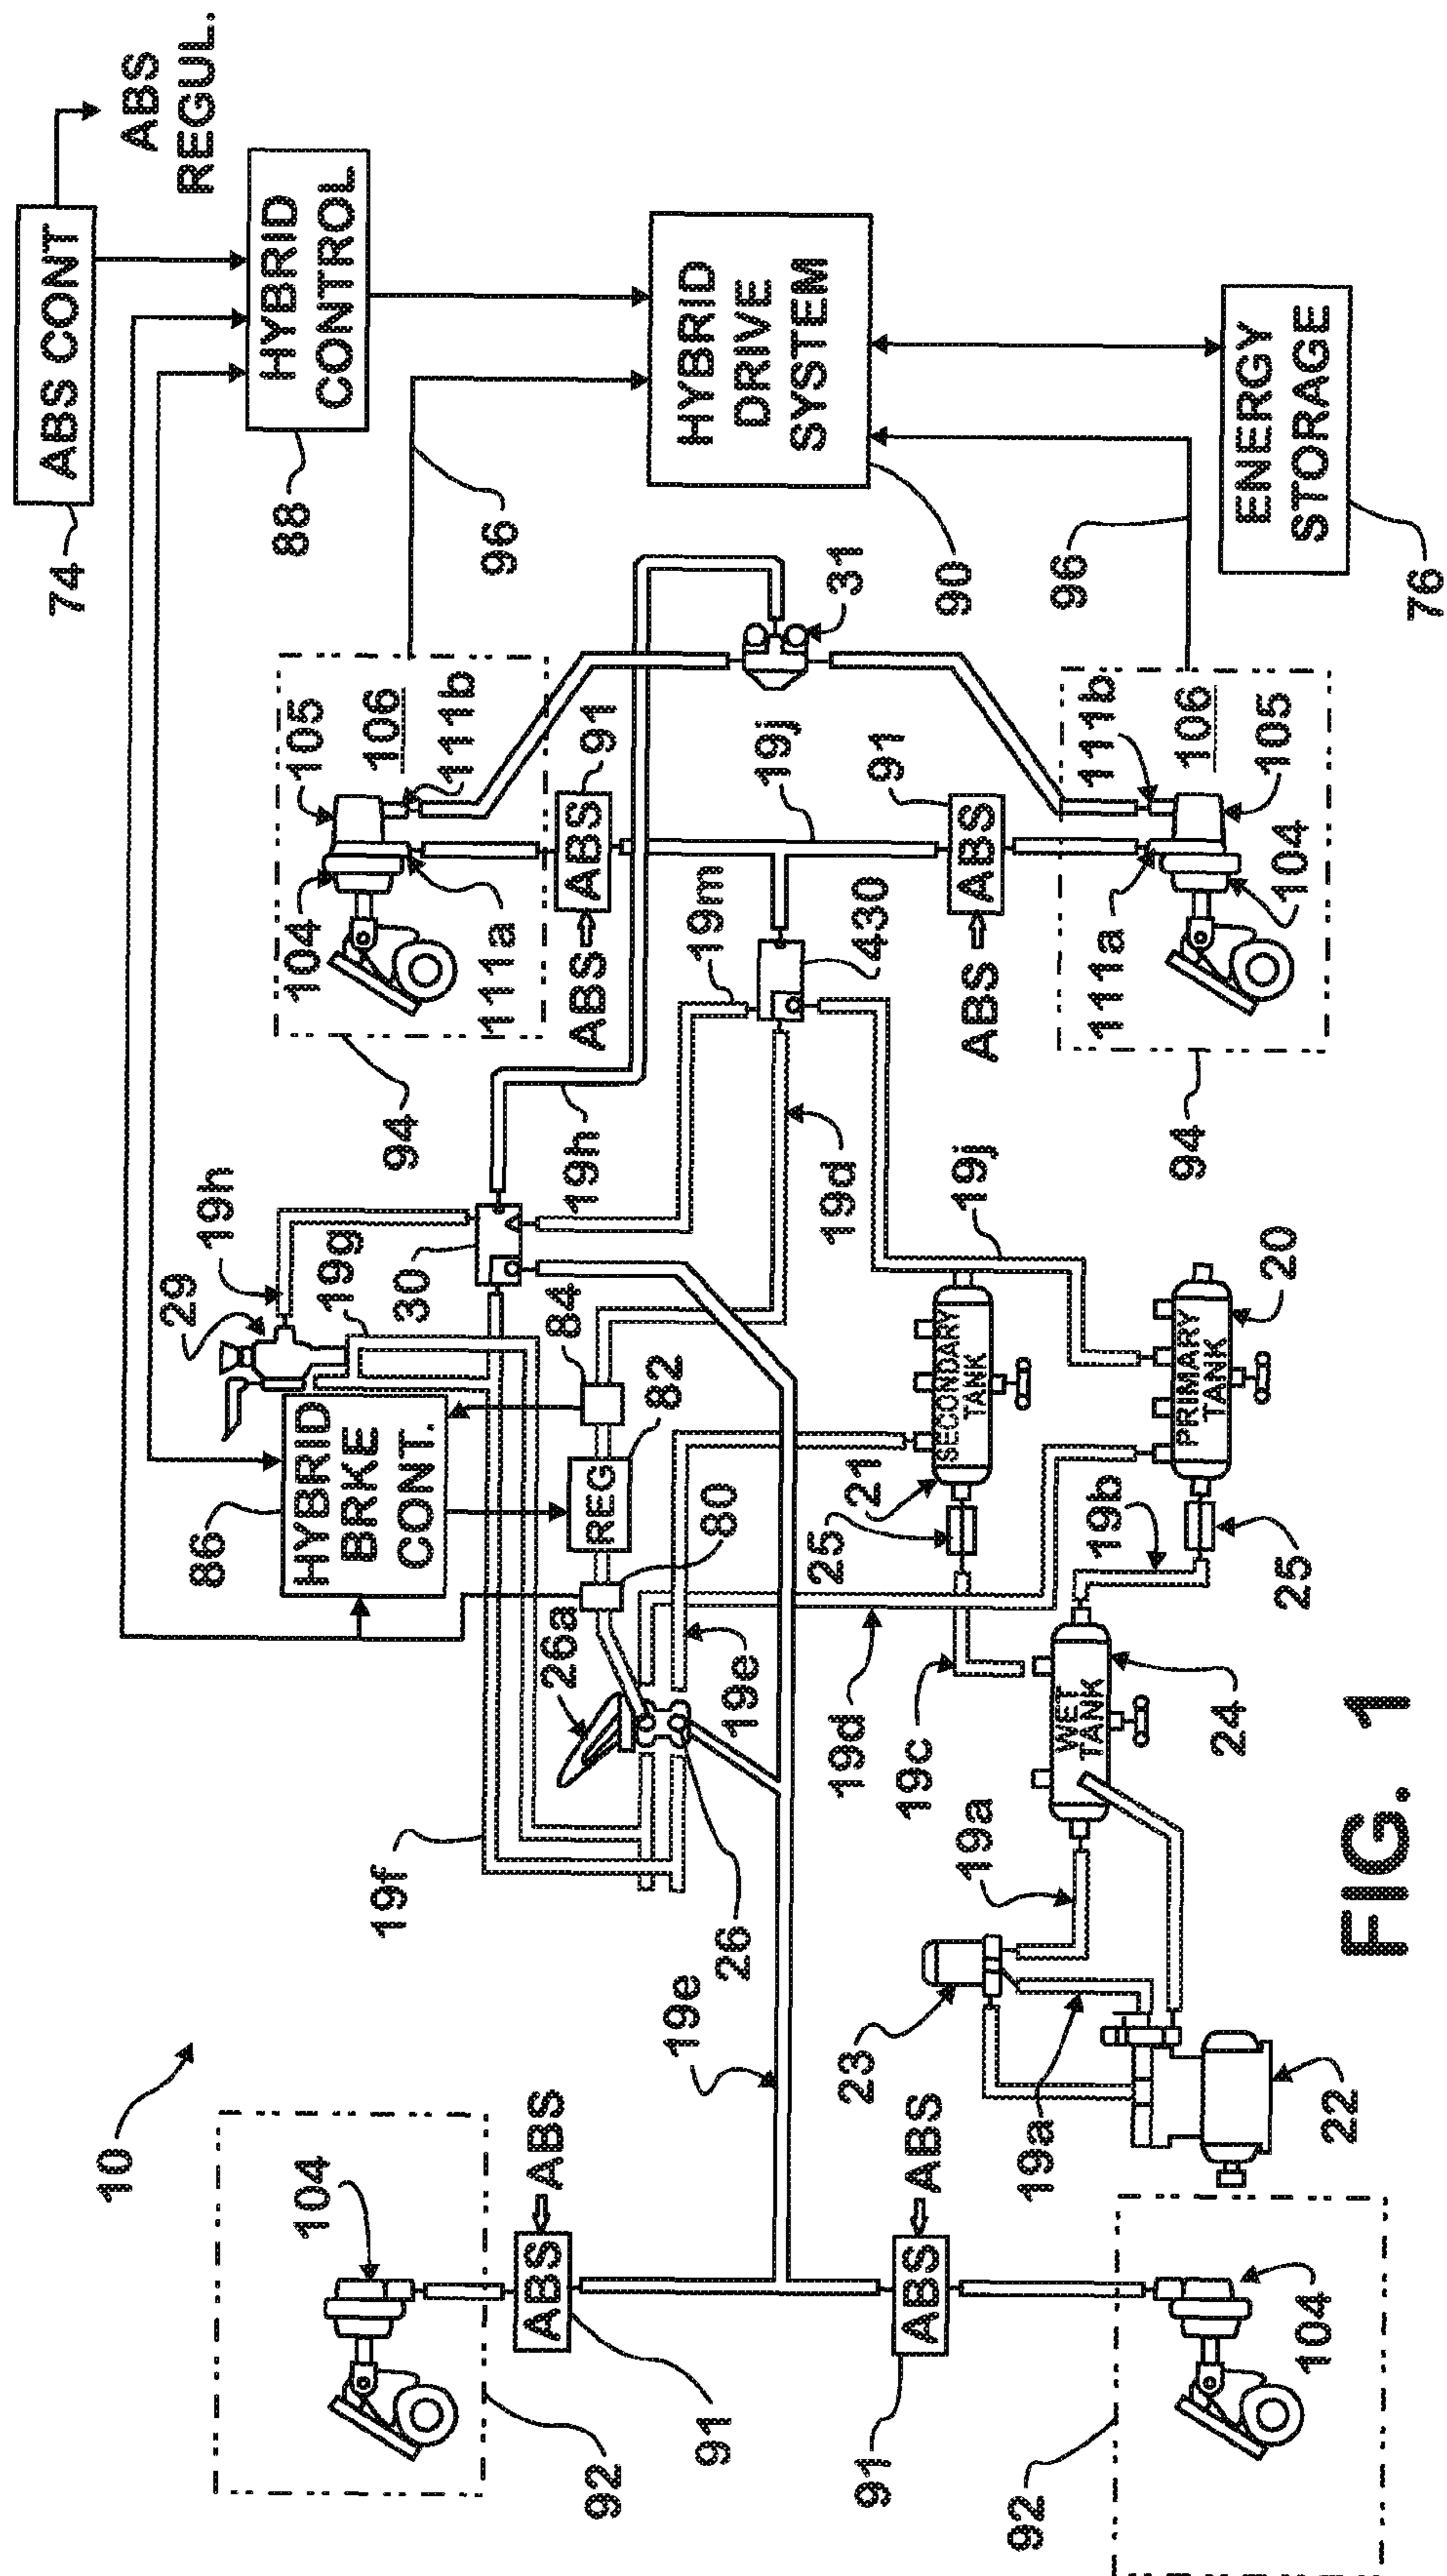 74
ABS CONT
ABS
REGUL.
10
88
HYBRID
CONTROL
29
19h
86
HYBRID
BRKE
CONT.
19g
30
104
105
106
111b
111a
94
96
104
92
19f
26a
REG
84
82
80
19h
ABS
ABS
91
ABS
ABS
91
19m
19j
31
HYBRID
DRIVE
SYSTEM
90
19e
26
19e
19d
430
19d
19c
25
21
SECONDARY
TANK
19j
ABS
ABS
91
ABS
ABS
91
23
19a
19a
WET
TANK
24
19b
25
PRIMARY
TANK
20
22
111a
111b
106
105
104
94
96
92
104
ENERGY
STORAGE
76
FIG. 1